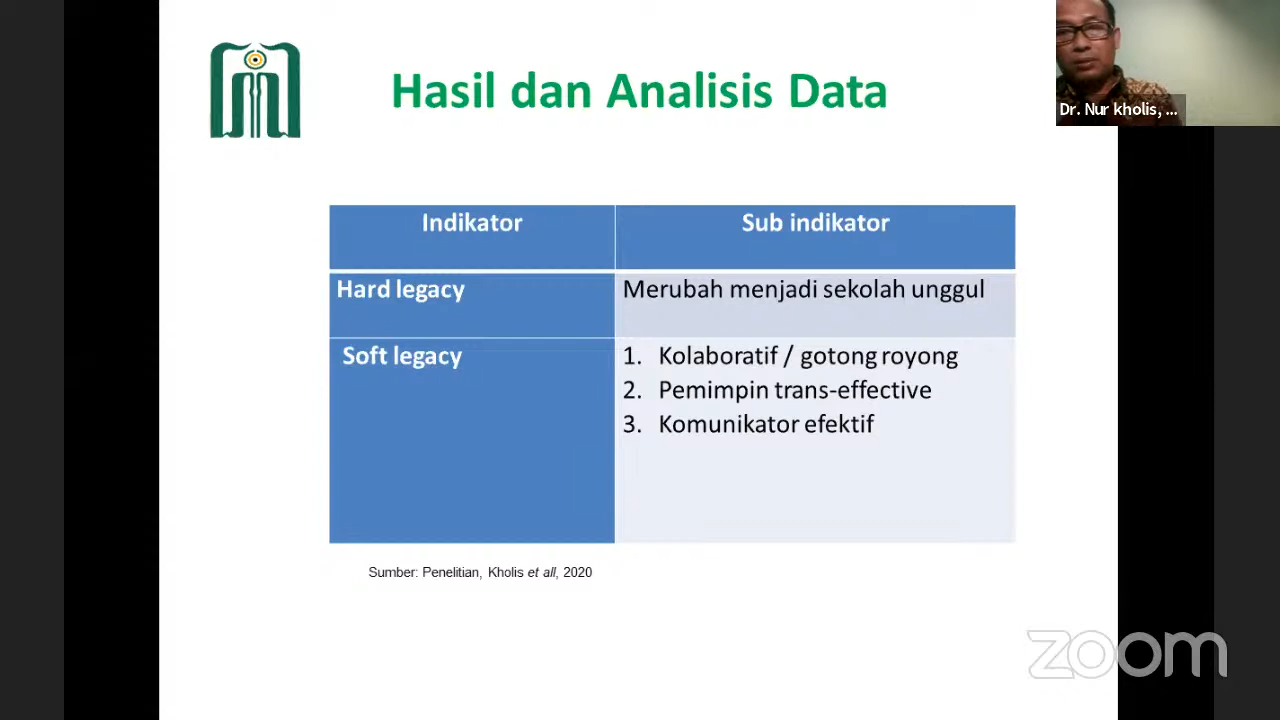 Hasil dan Analisis Data
Dr. Nur kholis, ...
Indikator
Sub indikator
Hard legacy
Merubah menjadi sekolah unggul
Soft legacy
1. Kolaboratif / gotong royong
2. Pemimpin trans-effective
3. Komunikator efektif
Sumber: Penelitian, Kholis et all, 2020
zoom